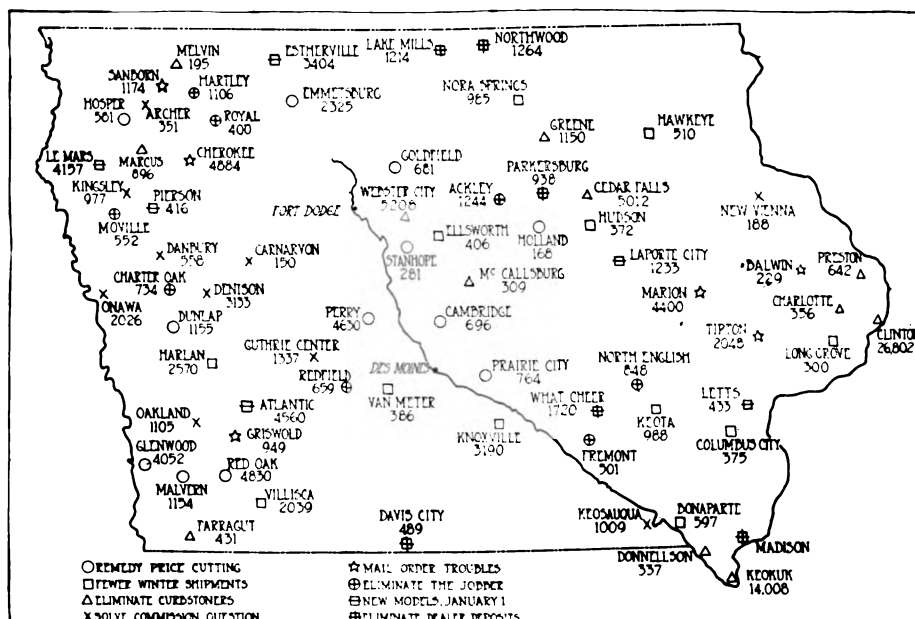 MELVIN
195
ESTHERVILLE
3404
LAKE MILLS
1214
NORTHWOOD
1264
SANBORN
1174
HARTLEY
1106
EMMETSBURG
2325
NORA SPRINGS
985
HOSPER
581
ARCHER
351
ROYAL
400
GREENE
1150
HAWKEYE
510
LE MARS
4157
MARCUS
896
CHEROKEE
4884
GOLDFIELD
681
PARKERSBURG
938
KINGSLEY
977
PIERSON
416
FORT DODGE
WEBSTER CITY
5208
ACKLEY
1244
CEDAR FALLS
5012
NEW VIENNA
188
MOVILLE
552
ELLSWORTH
406
HOLLAND
168
HUDSON
372
DANBURY
558
CARNARVON
150
STANHOPE
281
MC CALLSBURG
309
LAPORTE CITY
1233
BALWIN
229
PRESTON
642
CHARTER OAK
734
DENISON
3133
MARION
4400
CHARLOTTE
356
ONAWA
2026
DUNLAP
1155
PERRY
4630
CAMBRIDGE
696
TIPTON
2048
CLINTON
26,802
HARLAN
2570
GUTHRIE CENTER
1337
LONG GROVE
300
REDFIELD
659
DES MOINES
PRAIRIE CITY
764
NORTH ENGLISH
848
VAN METER
386
WHAT CHEER
1720
LETTS
433
OAKLAND
1105
ATLANTIC
4560
KEOTA
988
GRISWOLD
949
KNOXVILLE
3190
COLUMBUS CITY
375
GLENWOOD
4052
RED OAK
4830
FREMONT
501
MALVERN
1154
VILLISCA
2039
FARRAGUT
431
DAVIS CITY
489
KEOSAUQUA
1009
BONAPARTE
597
MADISON
DONNELLSON
337
KEOKUK
14,008
REMEDY PRICE CUTTING
FEWER WINTER SHIPMENTS
ELIMINATE CURBSTONERS
SOLVE COMMISSION QUESTION
MAIL ORDER TROUBLES
ELIMINATE THE JOBBER
NEW MODELS, JANUARY 1
ELIMINATE DEALER DEPOSITS